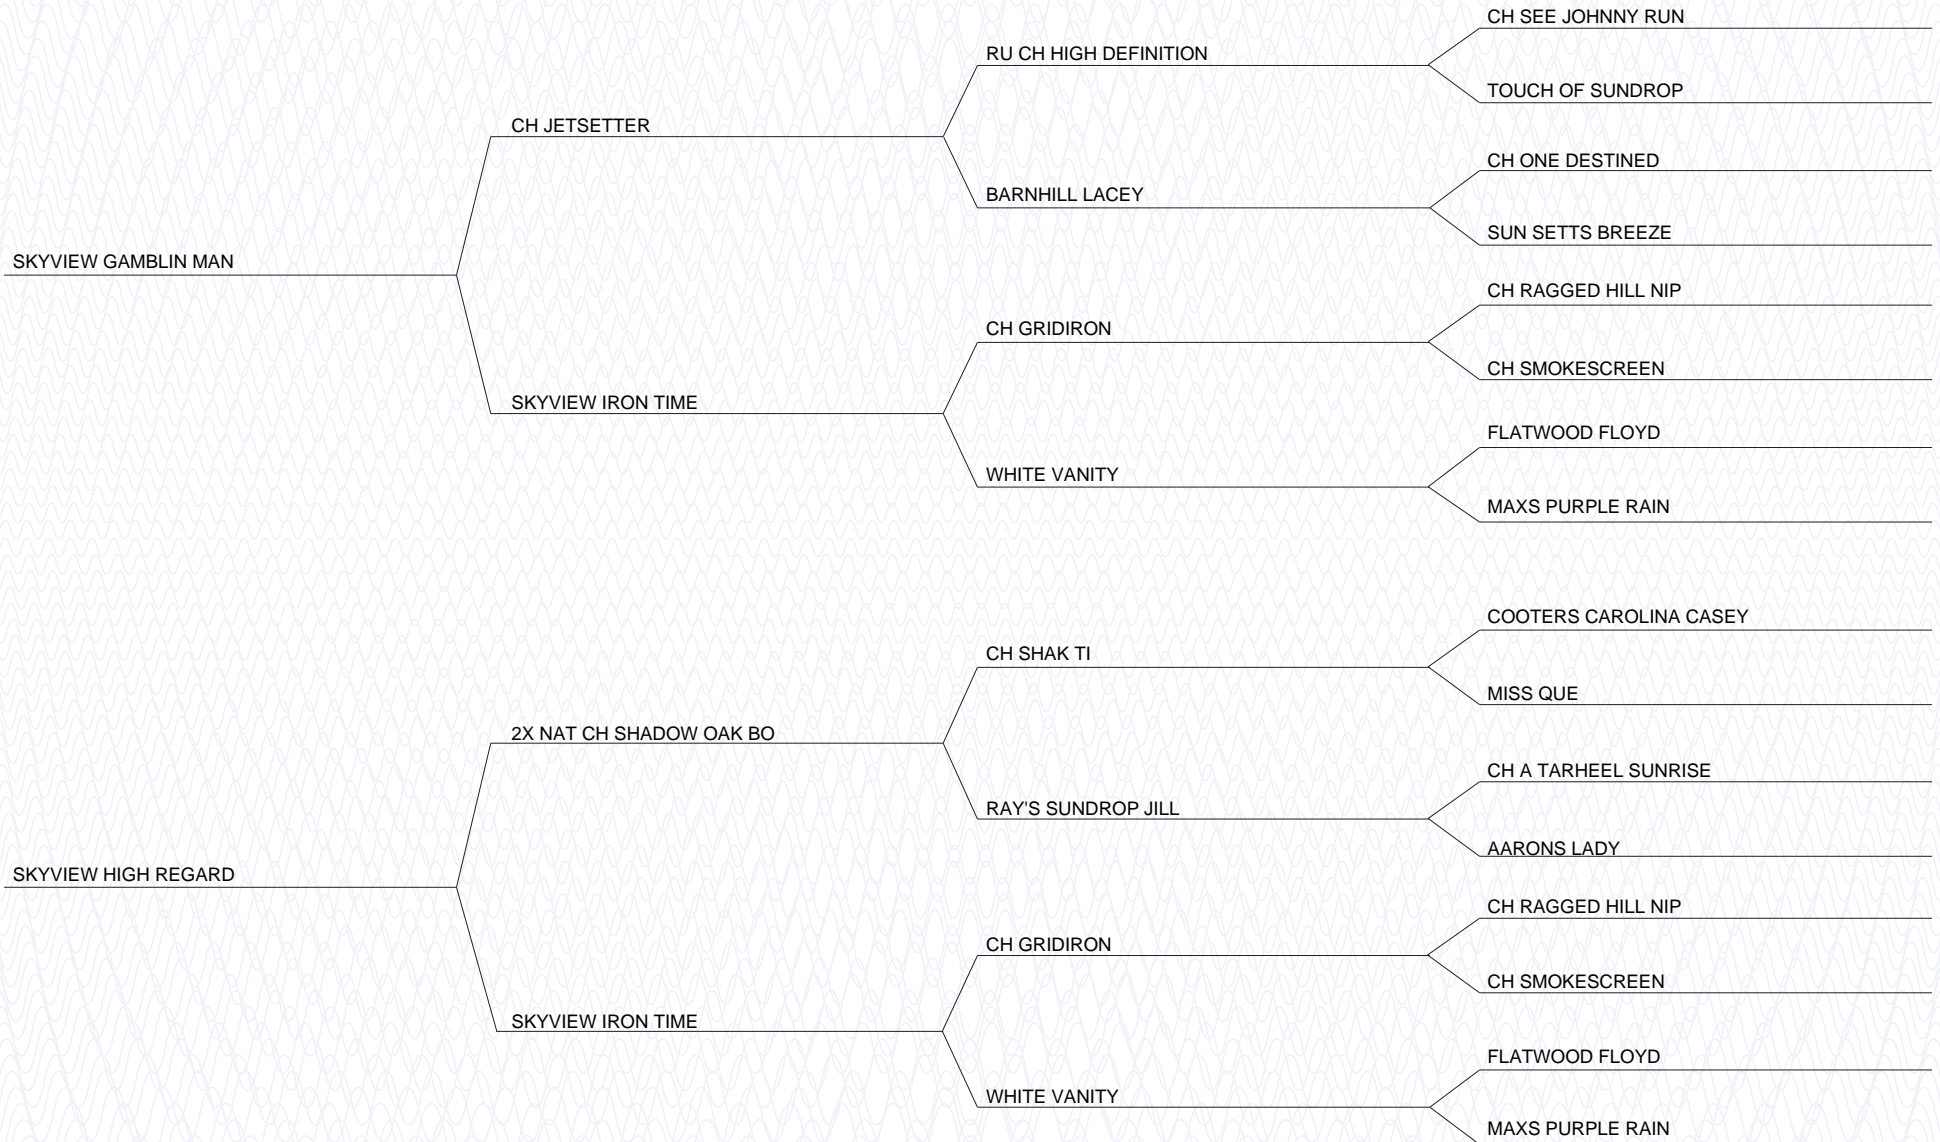 CH SEE JOHNNY RUN
RU CH HIGH DEFINITION
TOUCH OF SUNDROP
CH JETSETTER
CH ONE DESTINED
BARNHILL LACEY
SUN SETTS BREEZE
SKYVIEW GAMBLIN MAN
CH RAGGED HILL NIP
CH GRIDIRON
CH SMOKESCREEN
SKYVIEW IRON TIME
FLATWOOD FLOYD
WHITE VANITY
MAXS PURPLE RAIN
COOTERS CAROLINA CASEY
CH SHAK TI
MISS QUE
2X NAT CH SHADOW OAK BO
CH A TARHEEL SUNRISE
RAY'S SUNDROP JILL
AARONS LADY
SKYVIEW HIGH REGARD
CH RAGGED HILL NIP
CH GRIDIRON
CH SMOKESCREEN
SKYVIEW IRON TIME
FLATWOOD FLOYD
WHITE VANITY
MAXS PURPLE RAIN